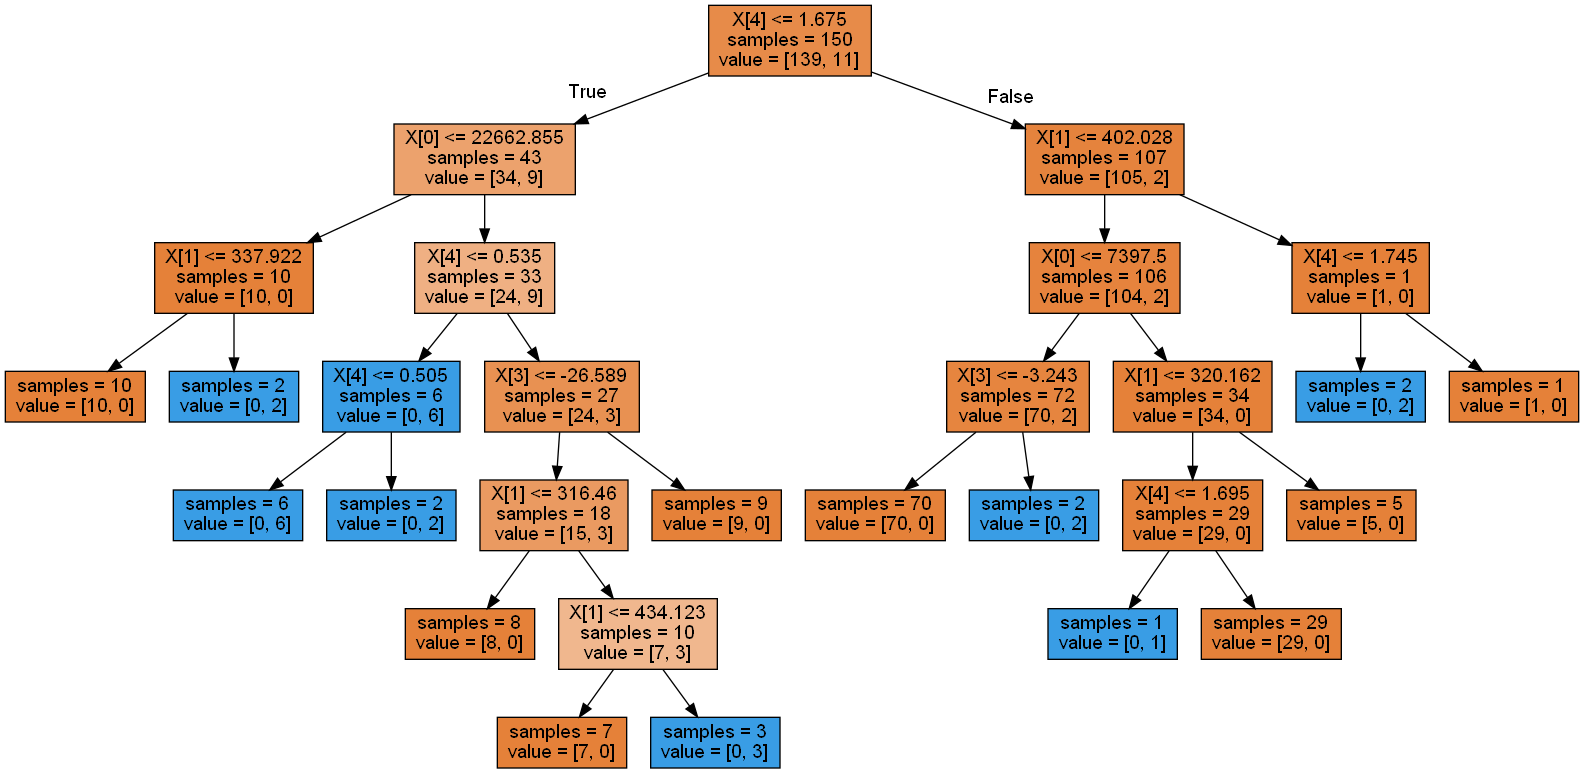 X[4] <= 1.675
samples = 150
value = [139, 11]
True
False
X[0] <= 22662.855
samples = 43
value = [34, 9]
X[1] <= 402.028
samples = 107
value = [105, 2]
X[1] <= 337.922
samples = 10
value = [10, 0]
X[4] <= 0.535
samples = 33
value = [24, 9]
X[0] <= 7397.5
samples = 106
value = [104, 2]
X[4] <= 1.745
samples = 1
value = [1, 0]
samples = 10
value = [10, 0]
samples = 2
value = [0, 2]
X[4] <= 0.505
samples = 6
value = [0, 6]
X[3] <= -26.589
samples = 27
value = [24, 3]
X[3] <= -3.243
samples = 72
value = [70, 2]
X[1] <= 320.162
samples = 34
value = [34, 0]
samples = 2
value = [0, 2]
samples = 1
value = [1, 0]
samples = 6
value = [0, 6]
samples = 2
value = [0, 2]
X[1] <= 316.46
samples = 18
value = [15, 3]
samples = 9
value = [9, 0]
samples = 70
value = [70, 0]
samples = 2
value = [0, 2]
X[4] <= 1.695
samples = 29
value = [29, 0]
samples = 5
value = [5, 0]
samples = 8
value = [8, 0]
X[1] <= 434.123
samples = 10
value = [7, 3]
samples = 1
value = [0, 1]
samples = 29
value = [29, 0]
samples = 7
value = [7, 0]
samples = 3
value = [0, 3]